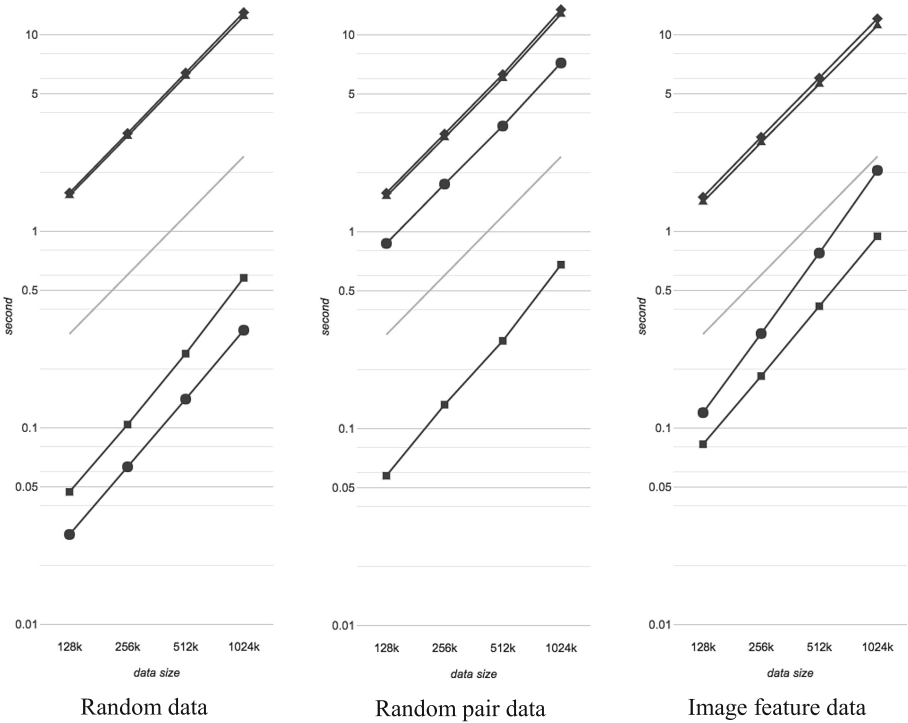 10
5
1
0.5
0.1
0.05
0.01
second
128k 256k 512k 1024k
data size
Random data
10
5
1
0.5
0.1
0.05
0.01
second
128k 256k 512k 1024k
data size
Random pair data
10
5
1
0.5
0.1
0.05
0.01
second
128k 256k 512k 1024k
data size
Image feature data